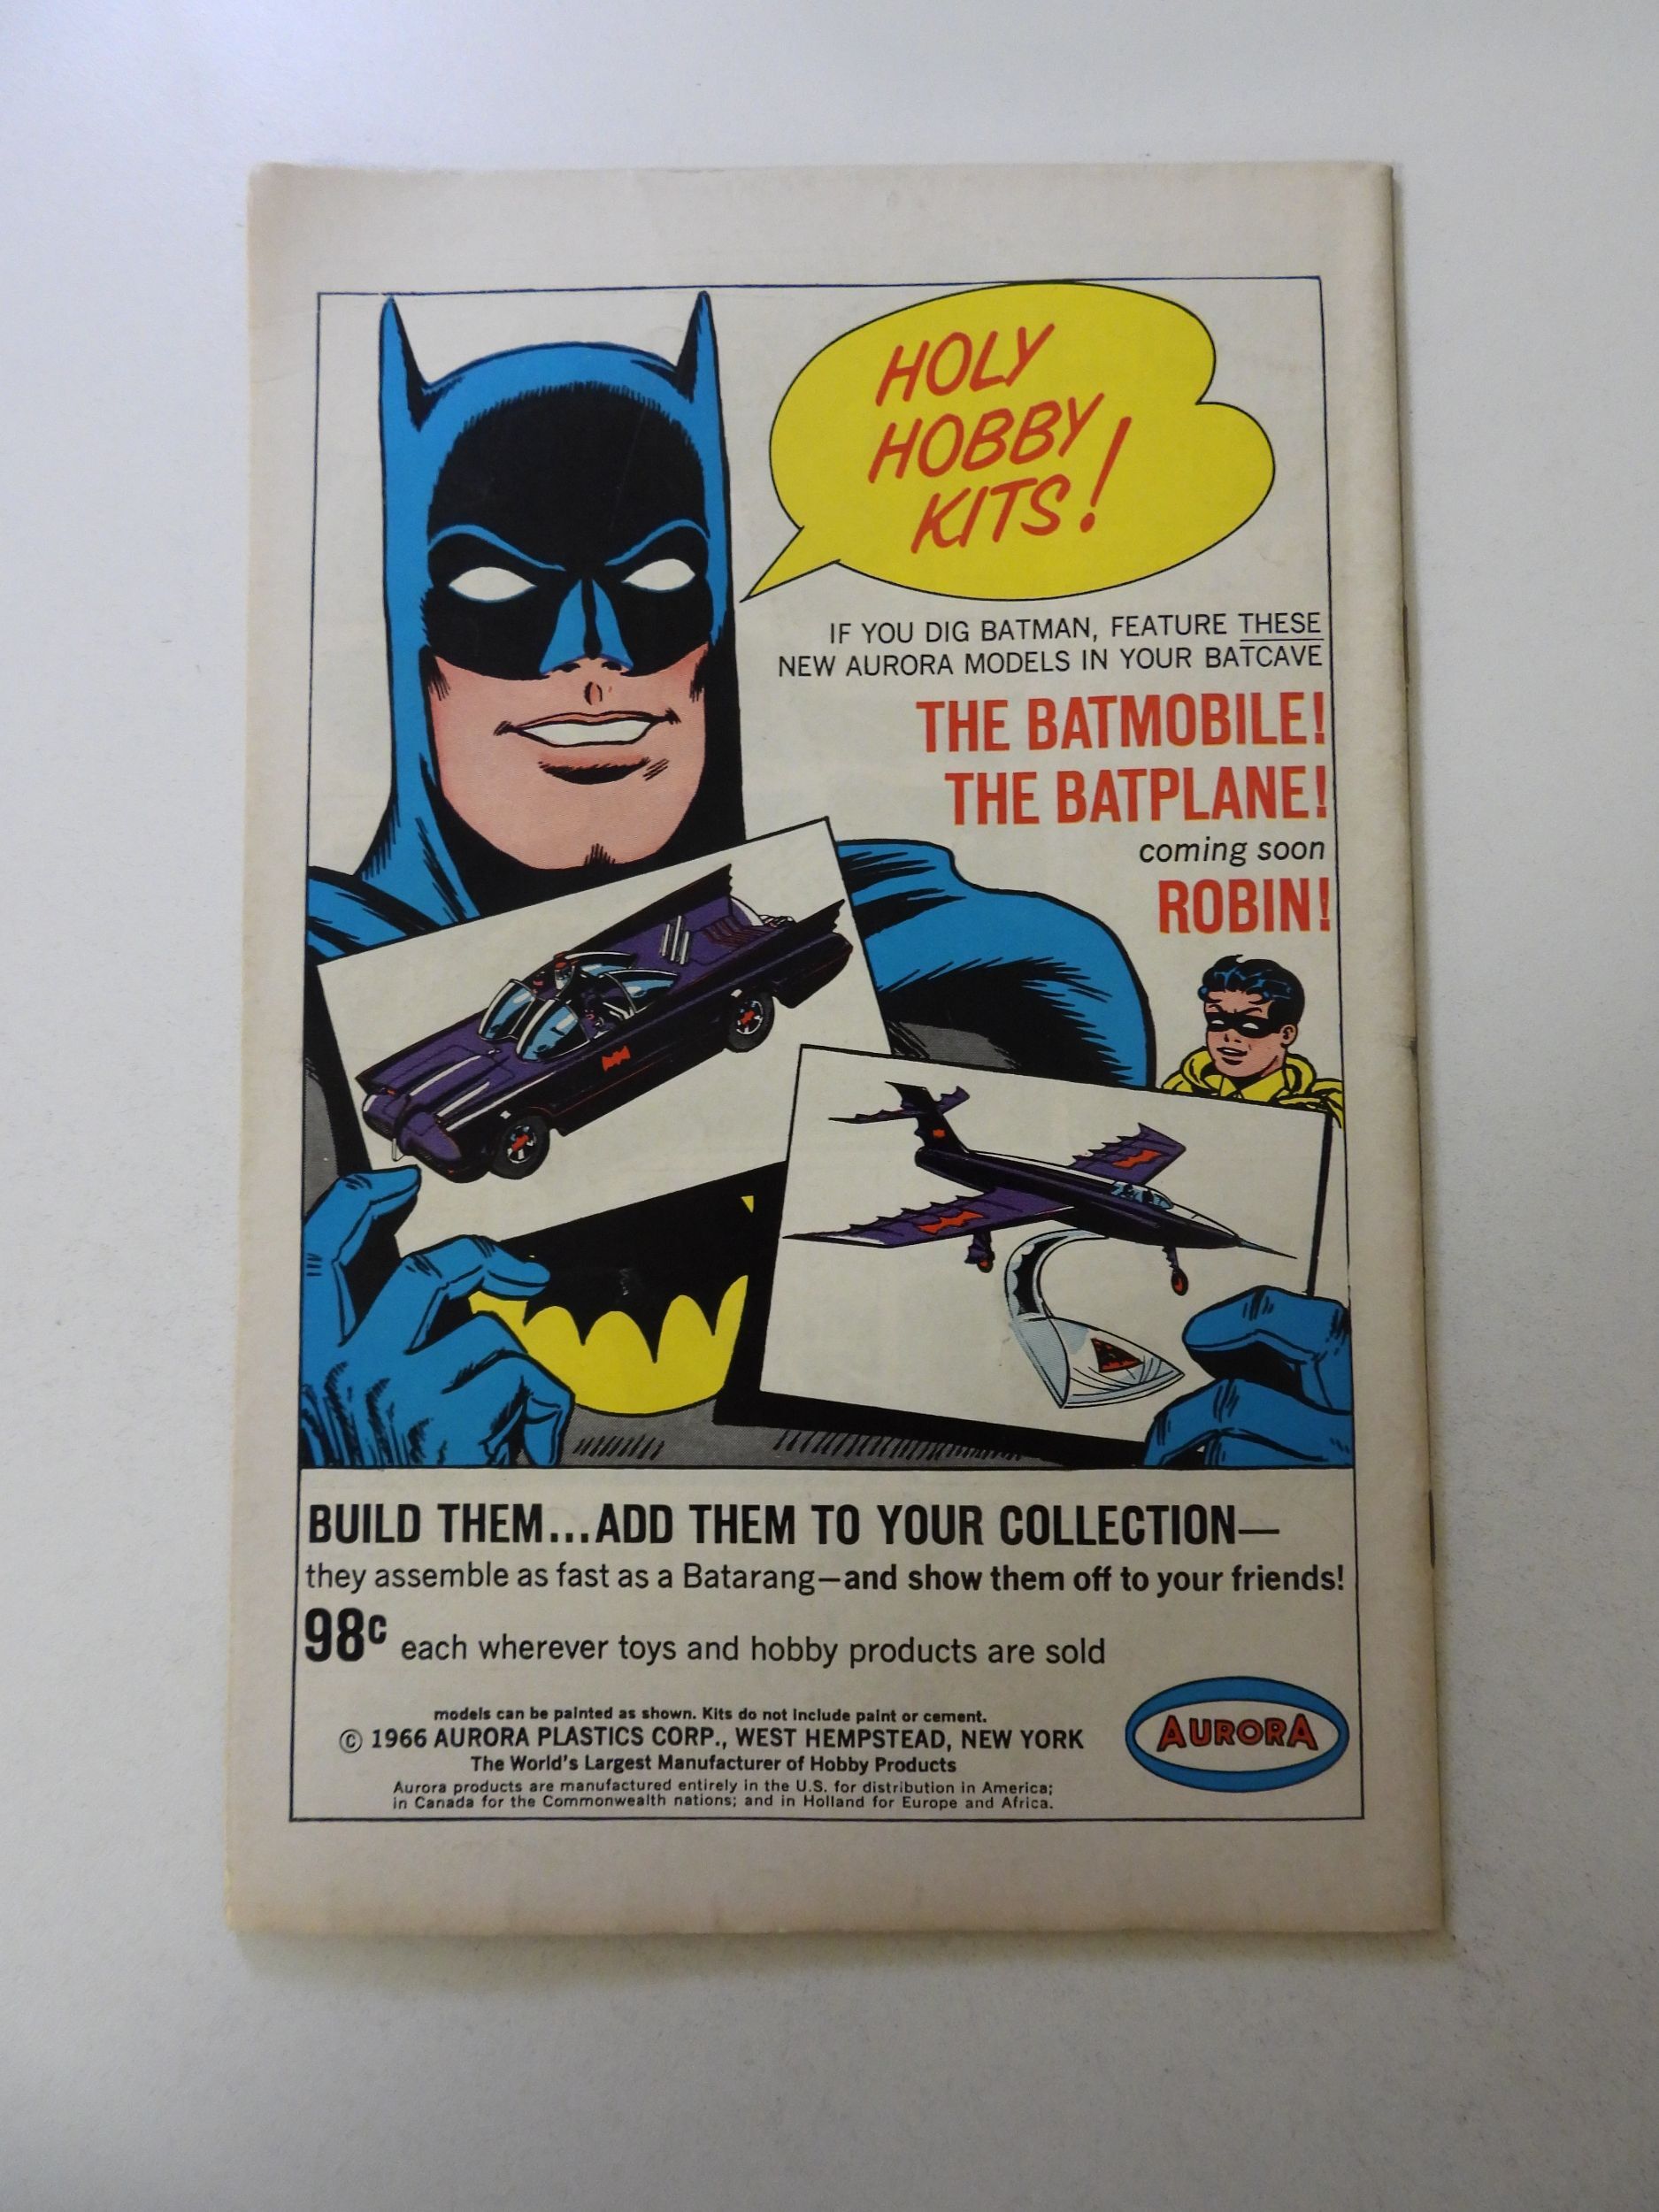 HOLY
HOBBY
KITS!
IF YOU DIG BATMAN, FEATURE THESE
NEW AURORA MODELS IN YOUR BATCAVE
THE BATMOBILE!
THE BATPLANE!
coming soon
ROBIN!
BUILD THEM...ADD THEM TO YOUR COLLECTION—
they assemble as fast as a Batarang—and show them off to your friends!
98c each wherever toys and hobby products are sold
models can be painted as shown. Kits do not include paint or cement.
© 1966 AURORA PLASTICS CORP., WEST HEMPSTEAD, NEW YORK
The World's Largest Manufacturer of Hobby Products
Aurora products are manufactured entirely in the U.S. for distribution in America;
in Canada for the Commonwealth nations; and in Holland for Europe and Africa.
AURORA